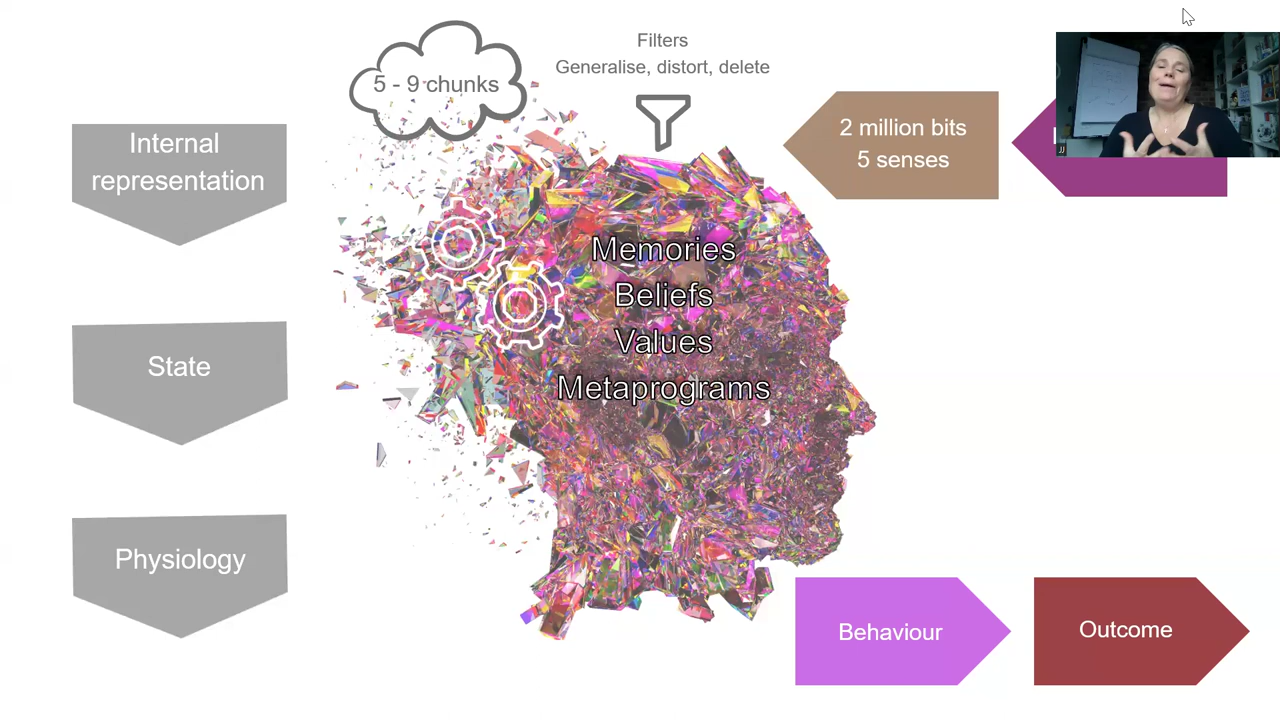 Filters
Generalise, distort, delete
5 - 9 chunks
2 million bits
5 senses
Internal
representation
Memories
Beliefs
Values
Metaprograms
State
Physiology
Behaviour
Outcome
JJ